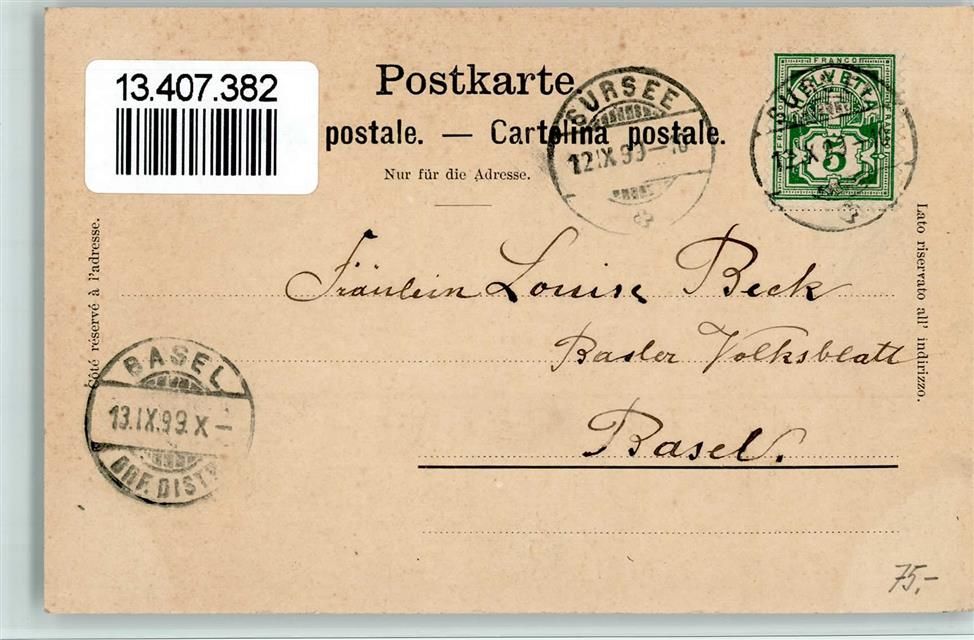 13.407.382
Postkarte
postale. — Cartolina postale.
Nur für die Adresse.
SURSEE
12.IX.99
FRANCO
HELVETIA
5
Côté réservé à l'adresse.
Lato riservato all' indirizzo.
Fräulein Louise Beck
Basler Volksblatt
Basel.
BASEL
13.IX.99.X–
BRF. DISTR
75.-